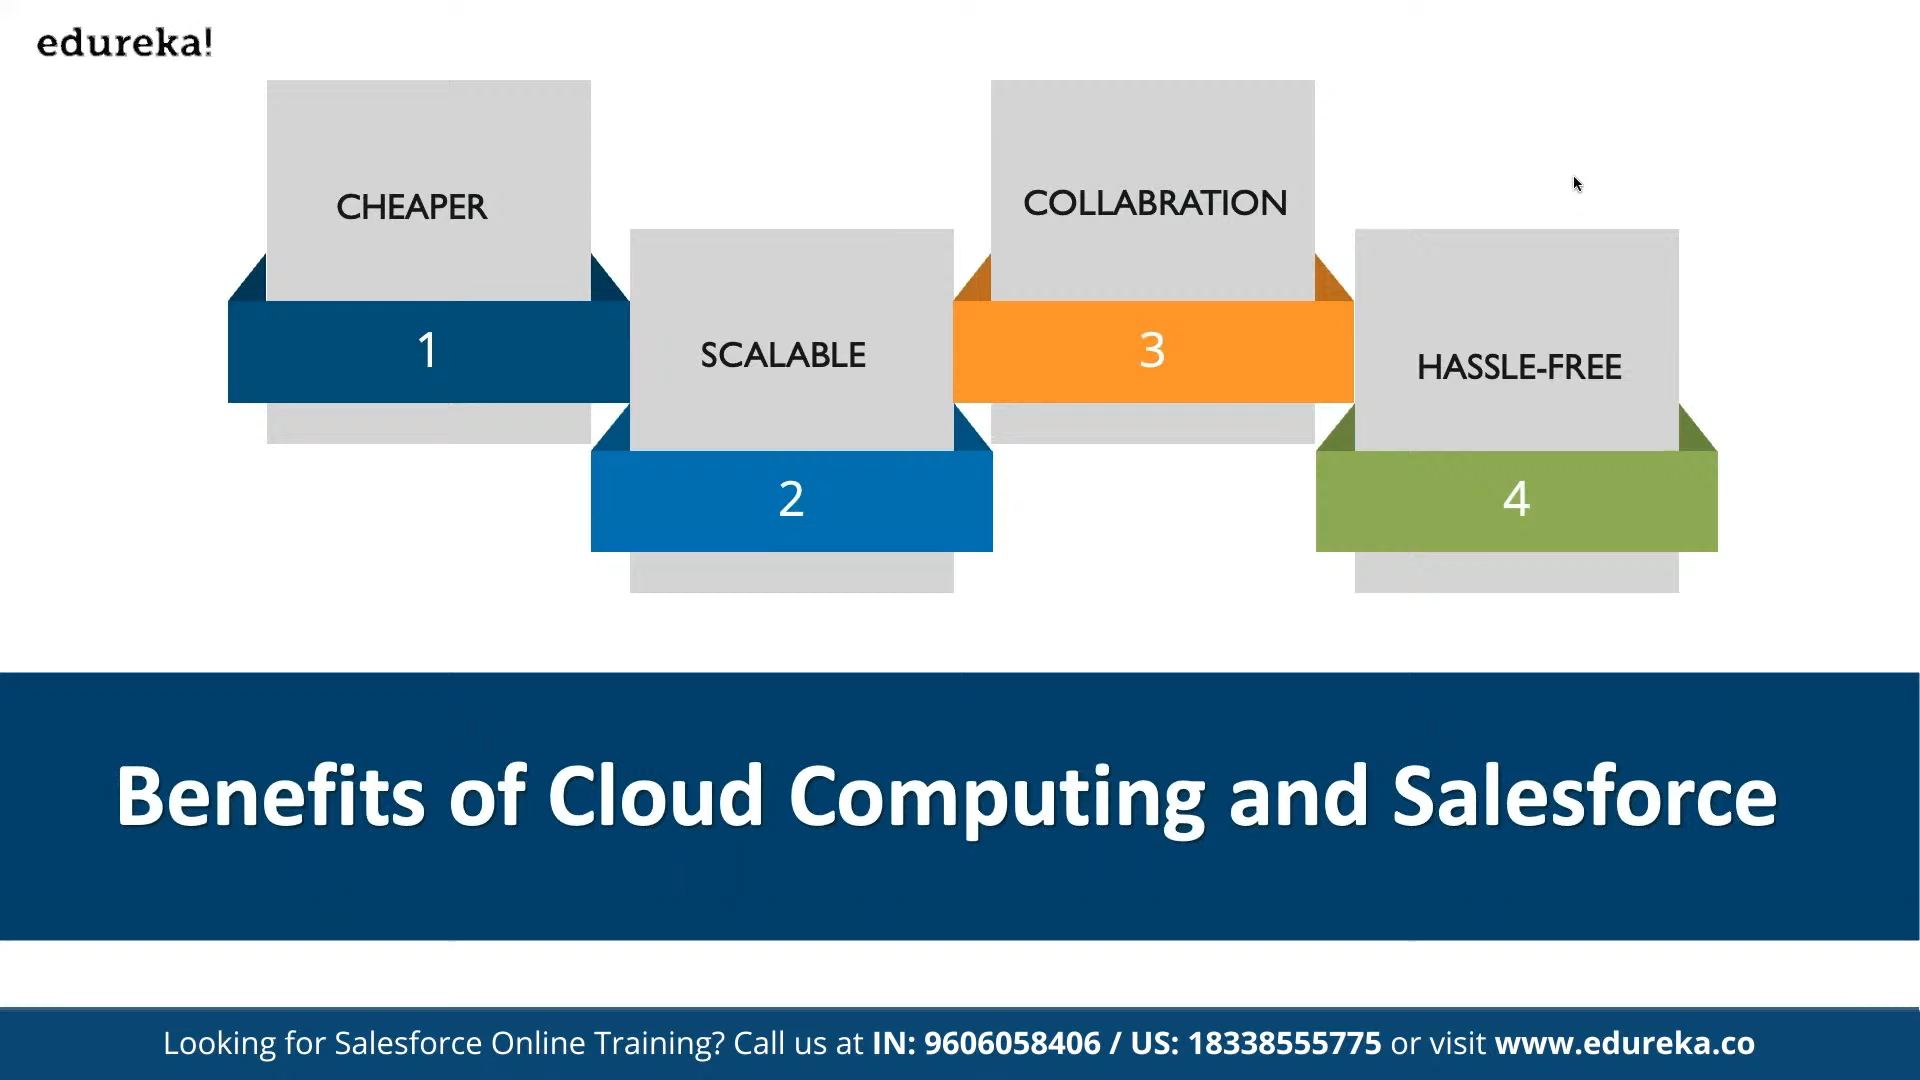 edureka!
CHEAPER
1
SCALABLE
2
COLLABRATION
3
HASSLE-FREE
4
Benefits of Cloud Computing and Salesforce
Looking for Salesforce Online Training? Call us at IN: 9606058406 / US: 18338555775 or visit www.edureka.co